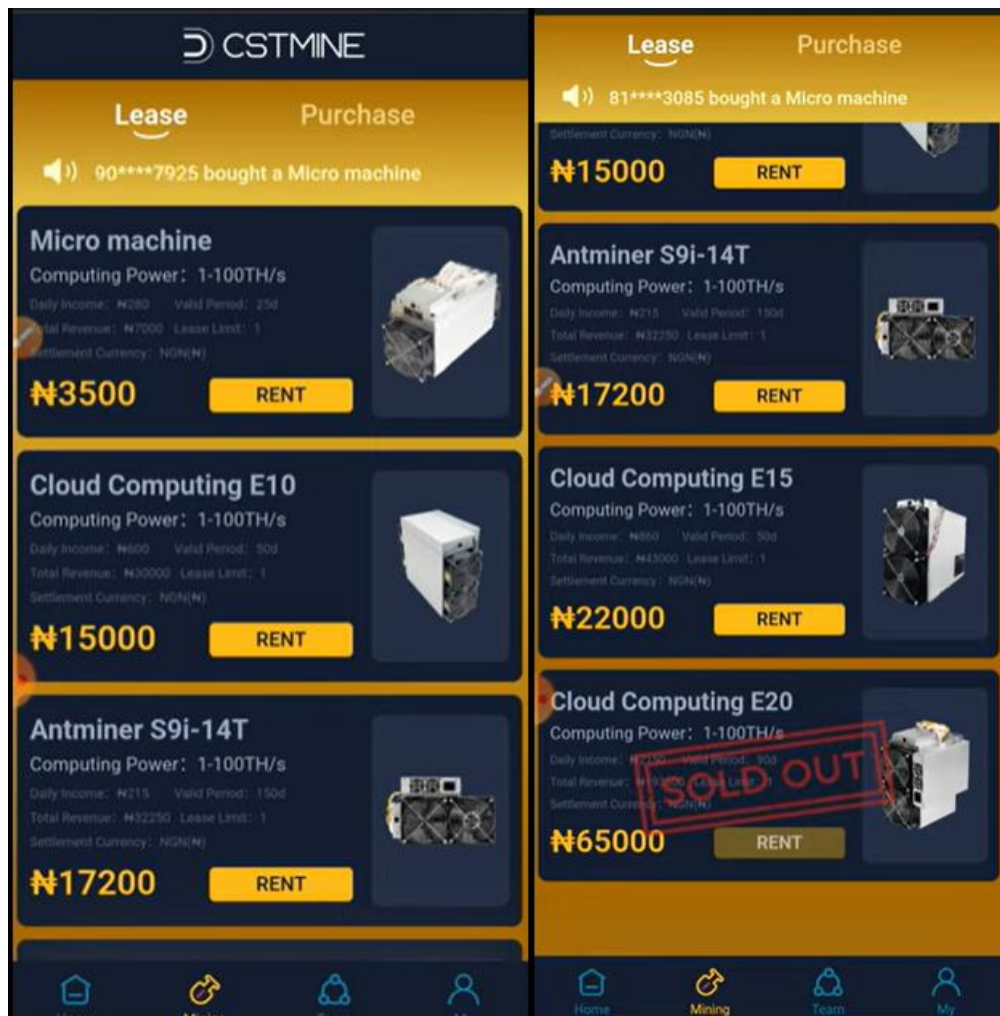 CSTMINE
Lease Purchase
90****7925 bought a Micro machine
Micro machine
Computing Power: 1-100TH/s
Daily Income: ₦280 Valid Period: 25d
Total Revenue: ₦7000 Lease Limit: 1
Settlement Currency: NGN(₦)
₦3500 RENT
Cloud Computing E10
Computing Power: 1-100TH/s
Daily Income: ₦600 Valid Period: 50d
Total Revenue: ₦30000 Lease Limit: 1
Settlement Currency: NGN(₦)
₦15000 RENT
Antminer S9i-14T
Computing Power: 1-100TH/s
Daily Income: ₦215 Valid Period: 150d
Total Revenue: ₦32250 Lease Limit: 1
Settlement Currency: NGN(₦)
₦17200 RENT
Lease Purchase
81****3085 bought a Micro machine
Settlement Currency: NGN(₦)
₦15000 RENT
Antminer S9i-14T
Computing Power: 1-100TH/s
Daily Income: ₦215 Valid Period: 150d
Total Revenue: ₦32250 Lease Limit: 1
Settlement Currency: NGN(₦)
₦17200 RENT
Cloud Computing E15
Computing Power: 1-100TH/s
Daily Income: ₦860 Valid Period: 50d
Total Revenue: ₦43000 Lease Limit: 1
Settlement Currency: NGN(₦)
₦22000 RENT
Cloud Computing E20
Computing Power: 1-100TH/s
Daily Income: ₦2150 Valid Period: 90d
Total Revenue: Lease Limit: 1
Settlement Currency: NGN(₦)
SOLD OUT
₦65000 RENT
Home Mining Team My